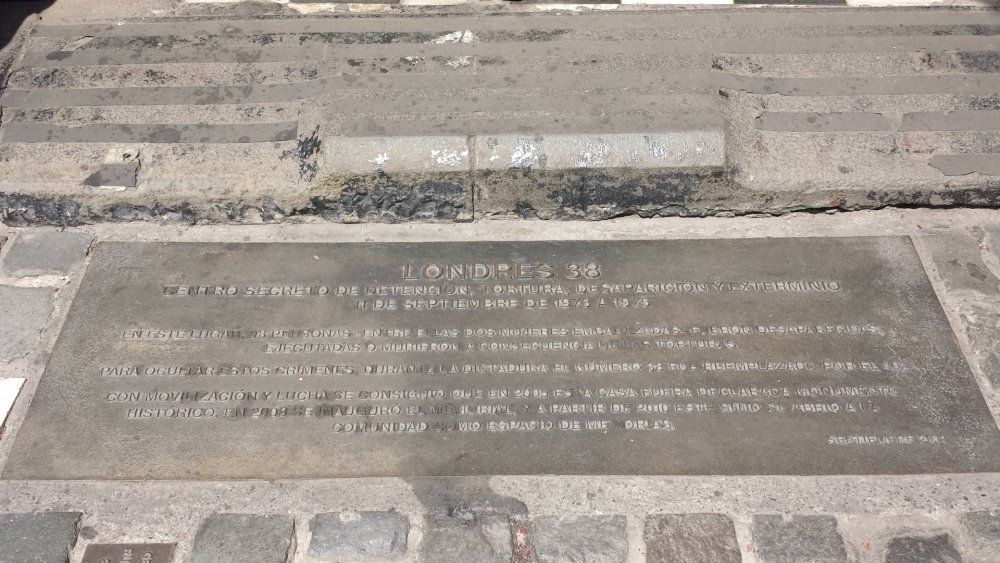 LONDRES 38
CENTRO SECRETO DE DETENCIÓN, TORTURA, DESAPARICIÓN Y EXTERMINIO
11 DE SEPTIEMBRE DE 1973 A 1975
EN ESTE LUGAR, 98 PERSONAS - ENTRE ELLAS DOS MUJERES EMBARAZADAS - FUERON DESAPARECIDAS,
EJECUTADAS O MURIERON A CONSECUENCIA DE LAS TORTURAS.
PARA OCULTAR ESTOS CRÍMENES, DURANTE LA DICTADURA EL NÚMERO 38 FUE REEMPLAZADO POR EL 40.
CON MOVILIZACIÓN Y LUCHA SE CONSIGUIÓ QUE EN 2005 ESTA CASA FUERA DECLARADA MONUMENTO
HISTÓRICO. EN 2008 SE INAUGURÓ EL MEMORIAL, Y A PARTIR DE 2010 ESTE SITIO SE ABRIÓ A LA
COMUNIDAD COMO ESPACIO DE MEMORIAS.
SEPTIEMBRE